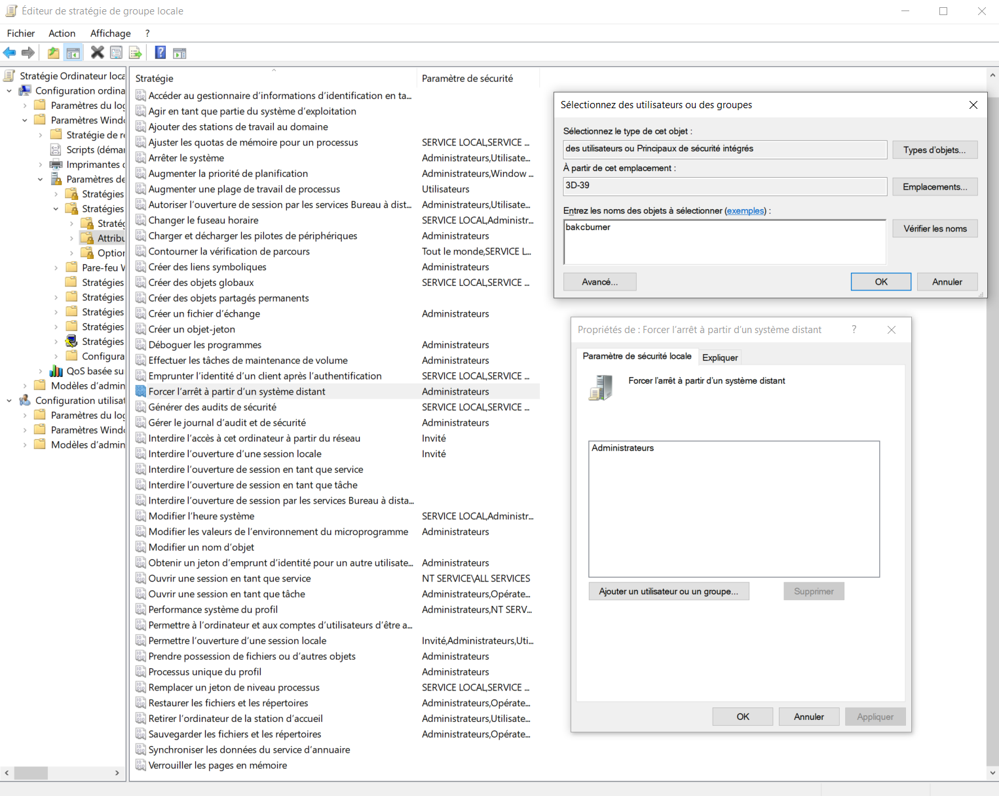 Éditeur de stratégie de groupe locale
Fichier Action Affichage ?
Stratégie Ordinateur loca
Configuration ordina
Paramètres du log
Paramètres Windo
Stratégie de re
Scripts (démar
Imprimantes d
Paramètres de
Stratégies
Stratégies
Stratég
Attribu
Option
Pare-feu W
Stratégies
Stratégies
Stratégies
Stratégies
Stratégies
Configura
QoS basée su
Modèles d'admin
Configuration utilisat
Paramètres du log
Paramètres Windo
Modèles d'admin
Stratégie Paramètre de sécurité
Accéder au gestionnaire d'informations d'identification en ta...
Agir en tant que partie du système d'exploitation
Ajouter des stations de travail au domaine
Ajuster les quotas de mémoire pour un processus SERVICE LOCAL,SERVICE ...
Arrêter le système Administrateurs,Utilisate...
Augmenter la priorité de planification Administrateurs,Window ...
Augmenter une plage de travail de processus Utilisateurs
Autoriser l'ouverture de session par les services Bureau à dist... Administrateurs,Utilisate...
Changer le fuseau horaire SERVICE LOCAL,Administr...
Charger et décharger les pilotes de périphériques Administrateurs
Contourner la vérification de parcours Tout le monde,SERVICE L...
Créer des liens symboliques Administrateurs
Créer des objets globaux SERVICE LOCAL,SERVICE ...
Créer des objets partagés permanents
Créer un fichier d'échange Administrateurs
Créer un objet-jeton
Déboguer les programmes Administrateurs
Effectuer les tâches de maintenance de volume Administrateurs
Emprunter l'identité d'un client après l'authentification SERVICE LOCAL,SERVICE ...
Forcer l'arrêt à partir d'un système distant Administrateurs
Générer des audits de sécurité SERVICE LOCAL,SERVICE ...
Gérer le journal d'audit et de sécurité Administrateurs
Interdire l'accès à cet ordinateur à partir du réseau Invité
Interdire l'ouverture d'une session locale Invité
Interdire l'ouverture de session en tant que service
Interdire l'ouverture de session en tant que tâche
Interdire l'ouverture de session par les services Bureau à dista...
Modifier l'heure système SERVICE LOCAL,Administr...
Modifier les valeurs de l'environnement du microprogramme Administrateurs
Modifier un nom d'objet
Obtenir un jeton d'emprunt d'identité pour un autre utilisate... Administrateurs
Ouvrir une session en tant que service NT SERVICE\ALL SERVICES
Ouvrir une session en tant que tâche Administrateurs,Opérate...
Performance système du profil Administrateurs,NT SERV...
Permettre à l'ordinateur et aux comptes d'utilisateurs d'être a...
Permettre l'ouverture d'une session locale Invité,Administrateurs,Uti...
Prendre possession de fichiers ou d'autres objets Administrateurs
Processus unique du profil Administrateurs
Remplacer un jeton de niveau processus SERVICE LOCAL,SERVICE ...
Restaurer les fichiers et les répertoires Administrateurs,Opérate...
Retirer l'ordinateur de la station d'accueil Administrateurs,Utilisate...
Sauvegarder les fichiers et les répertoires Administrateurs,Opérate...
Synchroniser les données du service d'annuaire
Verrouiller les pages en mémoire
Sélectionnez des utilisateurs ou des groupes
Sélectionnez le type de cet objet :
des utilisateurs ou Principaux de sécurité intégrés Types d'objets...
À partir de cet emplacement :
3D-39 Emplacements...
Entrez les noms des objets à sélectionner (exemples) :
bakcburner Vérifier les noms
Avancé... OK Annuler
Propriétés de : Forcer l'arrêt à partir d'un système distant ?
Paramètre de sécurité locale Expliquer
Forcer l'arrêt à partir d'un système distant
Administrateurs
Ajouter un utilisateur ou un groupe... Supprimer
OK Annuler Appliquer